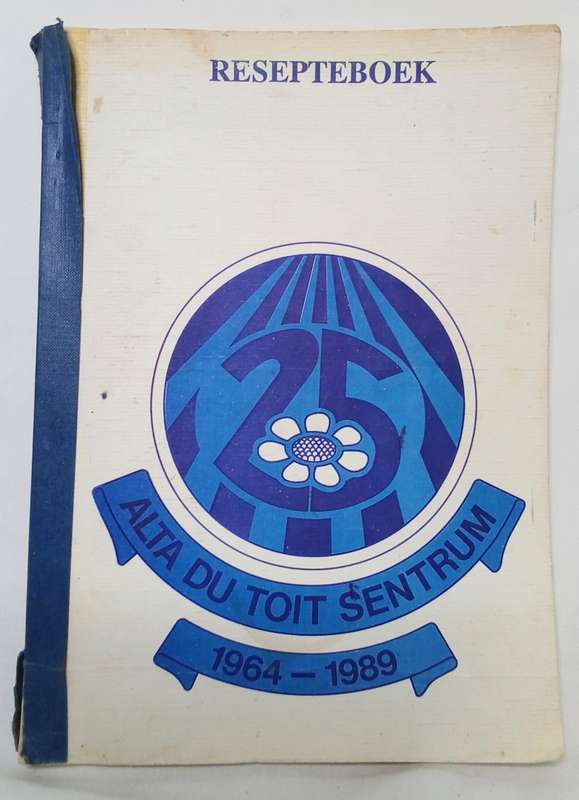 RESEPTEBOEK
25
ALTA DU TOIT SENTRUM
1964 – 1989